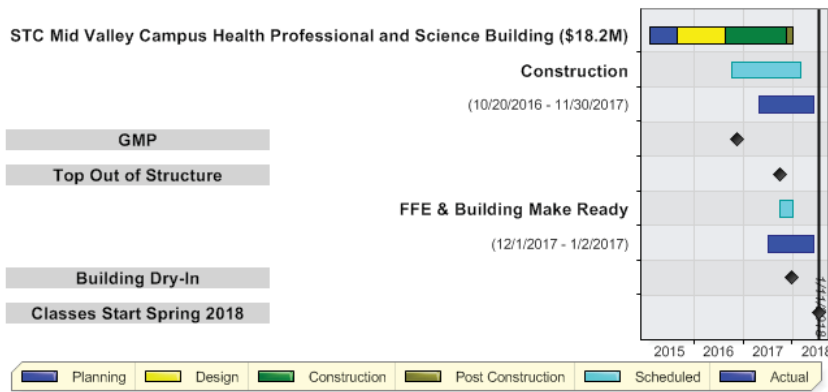 STC Mid Valley Campus Health Professional and Science Building ($18.2M)
Construction
(10/20/2016 - 11/30/2017)
GMP
Top Out of Structure
FFE & Building Make Ready
(12/1/2017 - 1/2/2017)
Building Dry-In
Classes Start Spring 2018
2015 2016 2017 2018
Planning Design Construction Post Construction Scheduled Actual